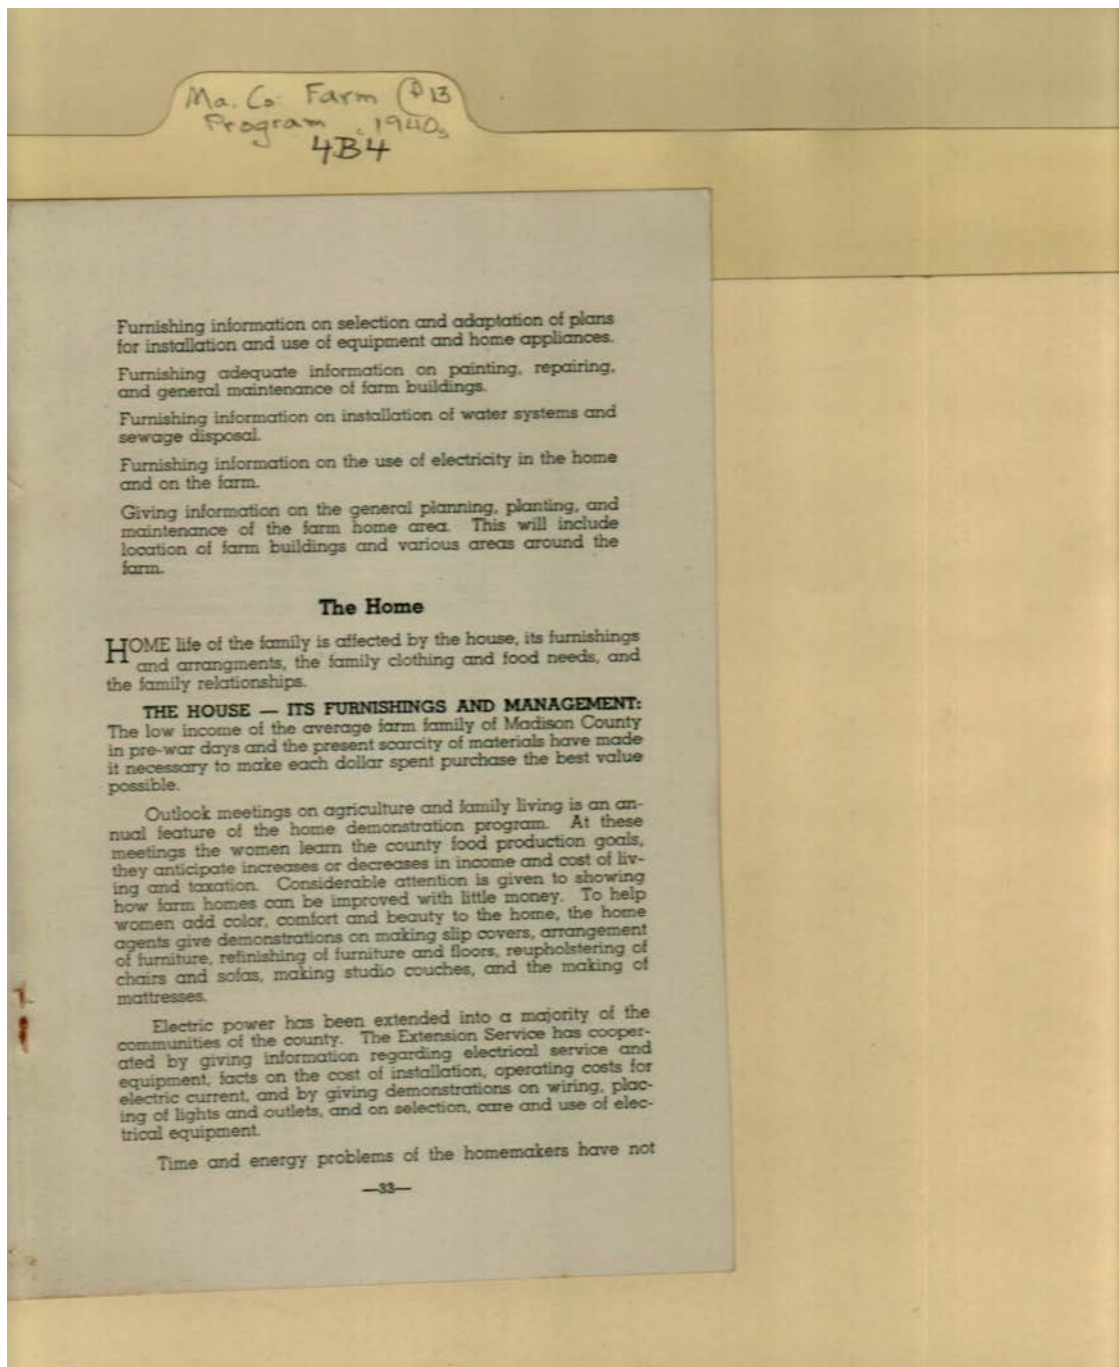 Ma. Co. Farm P 13
Program c1940s
4B4
Furnishing information on selection and adaptation of plans
for installation and use of equipment and home appliances.
Furnishing adequate information on painting, repairing,
and general maintenance of farm buildings.
Furnishing information on installation of water systems and
sewage disposal.
Furnishing information on the use of electricity in the home
and on the farm.
Giving information on the general planning, planting, and
maintenance of the farm home area. This will include
location of farm buildings and various areas around the
farm.
The Home
HOME life of the family is affected by the house, its furnishings
and arrangments, the family clothing and food needs, and
the family relationships.
THE HOUSE — ITS FURNISHINGS AND MANAGEMENT:
The low income of the average farm family of Madison County
in pre-war days and the present scarcity of materials have made
it necessary to make each dollar spent purchase the best value
possible.
Outlook meetings on agriculture and family living is an an-
nual feature of the home demonstration program. At these
meetings the women learn the county food production goals,
they anticipate increases or decreases in income and cost of liv-
ing and taxation. Considerable attention is given to showing
how farm homes can be improved with little money. To help
women add color, comfort and beauty to the home, the home
agents give demonstrations on making slip covers, arrangement
of furniture, refinishing of furniture and floors, reupholstering of
chairs and sofas, making studio couches, and the making of
mattresses.
Electric power has been extended into a majority of the
communities of the county. The Extension Service has cooper-
ated by giving information regarding electrical service and
equipment, facts on the cost of installation, operating costs for
electric current, and by giving demonstrations on wiring, plac-
ing of lights and outlets, and on selection, care and use of elec-
trical equipment.
Time and energy problems of the homemakers have not
—33—